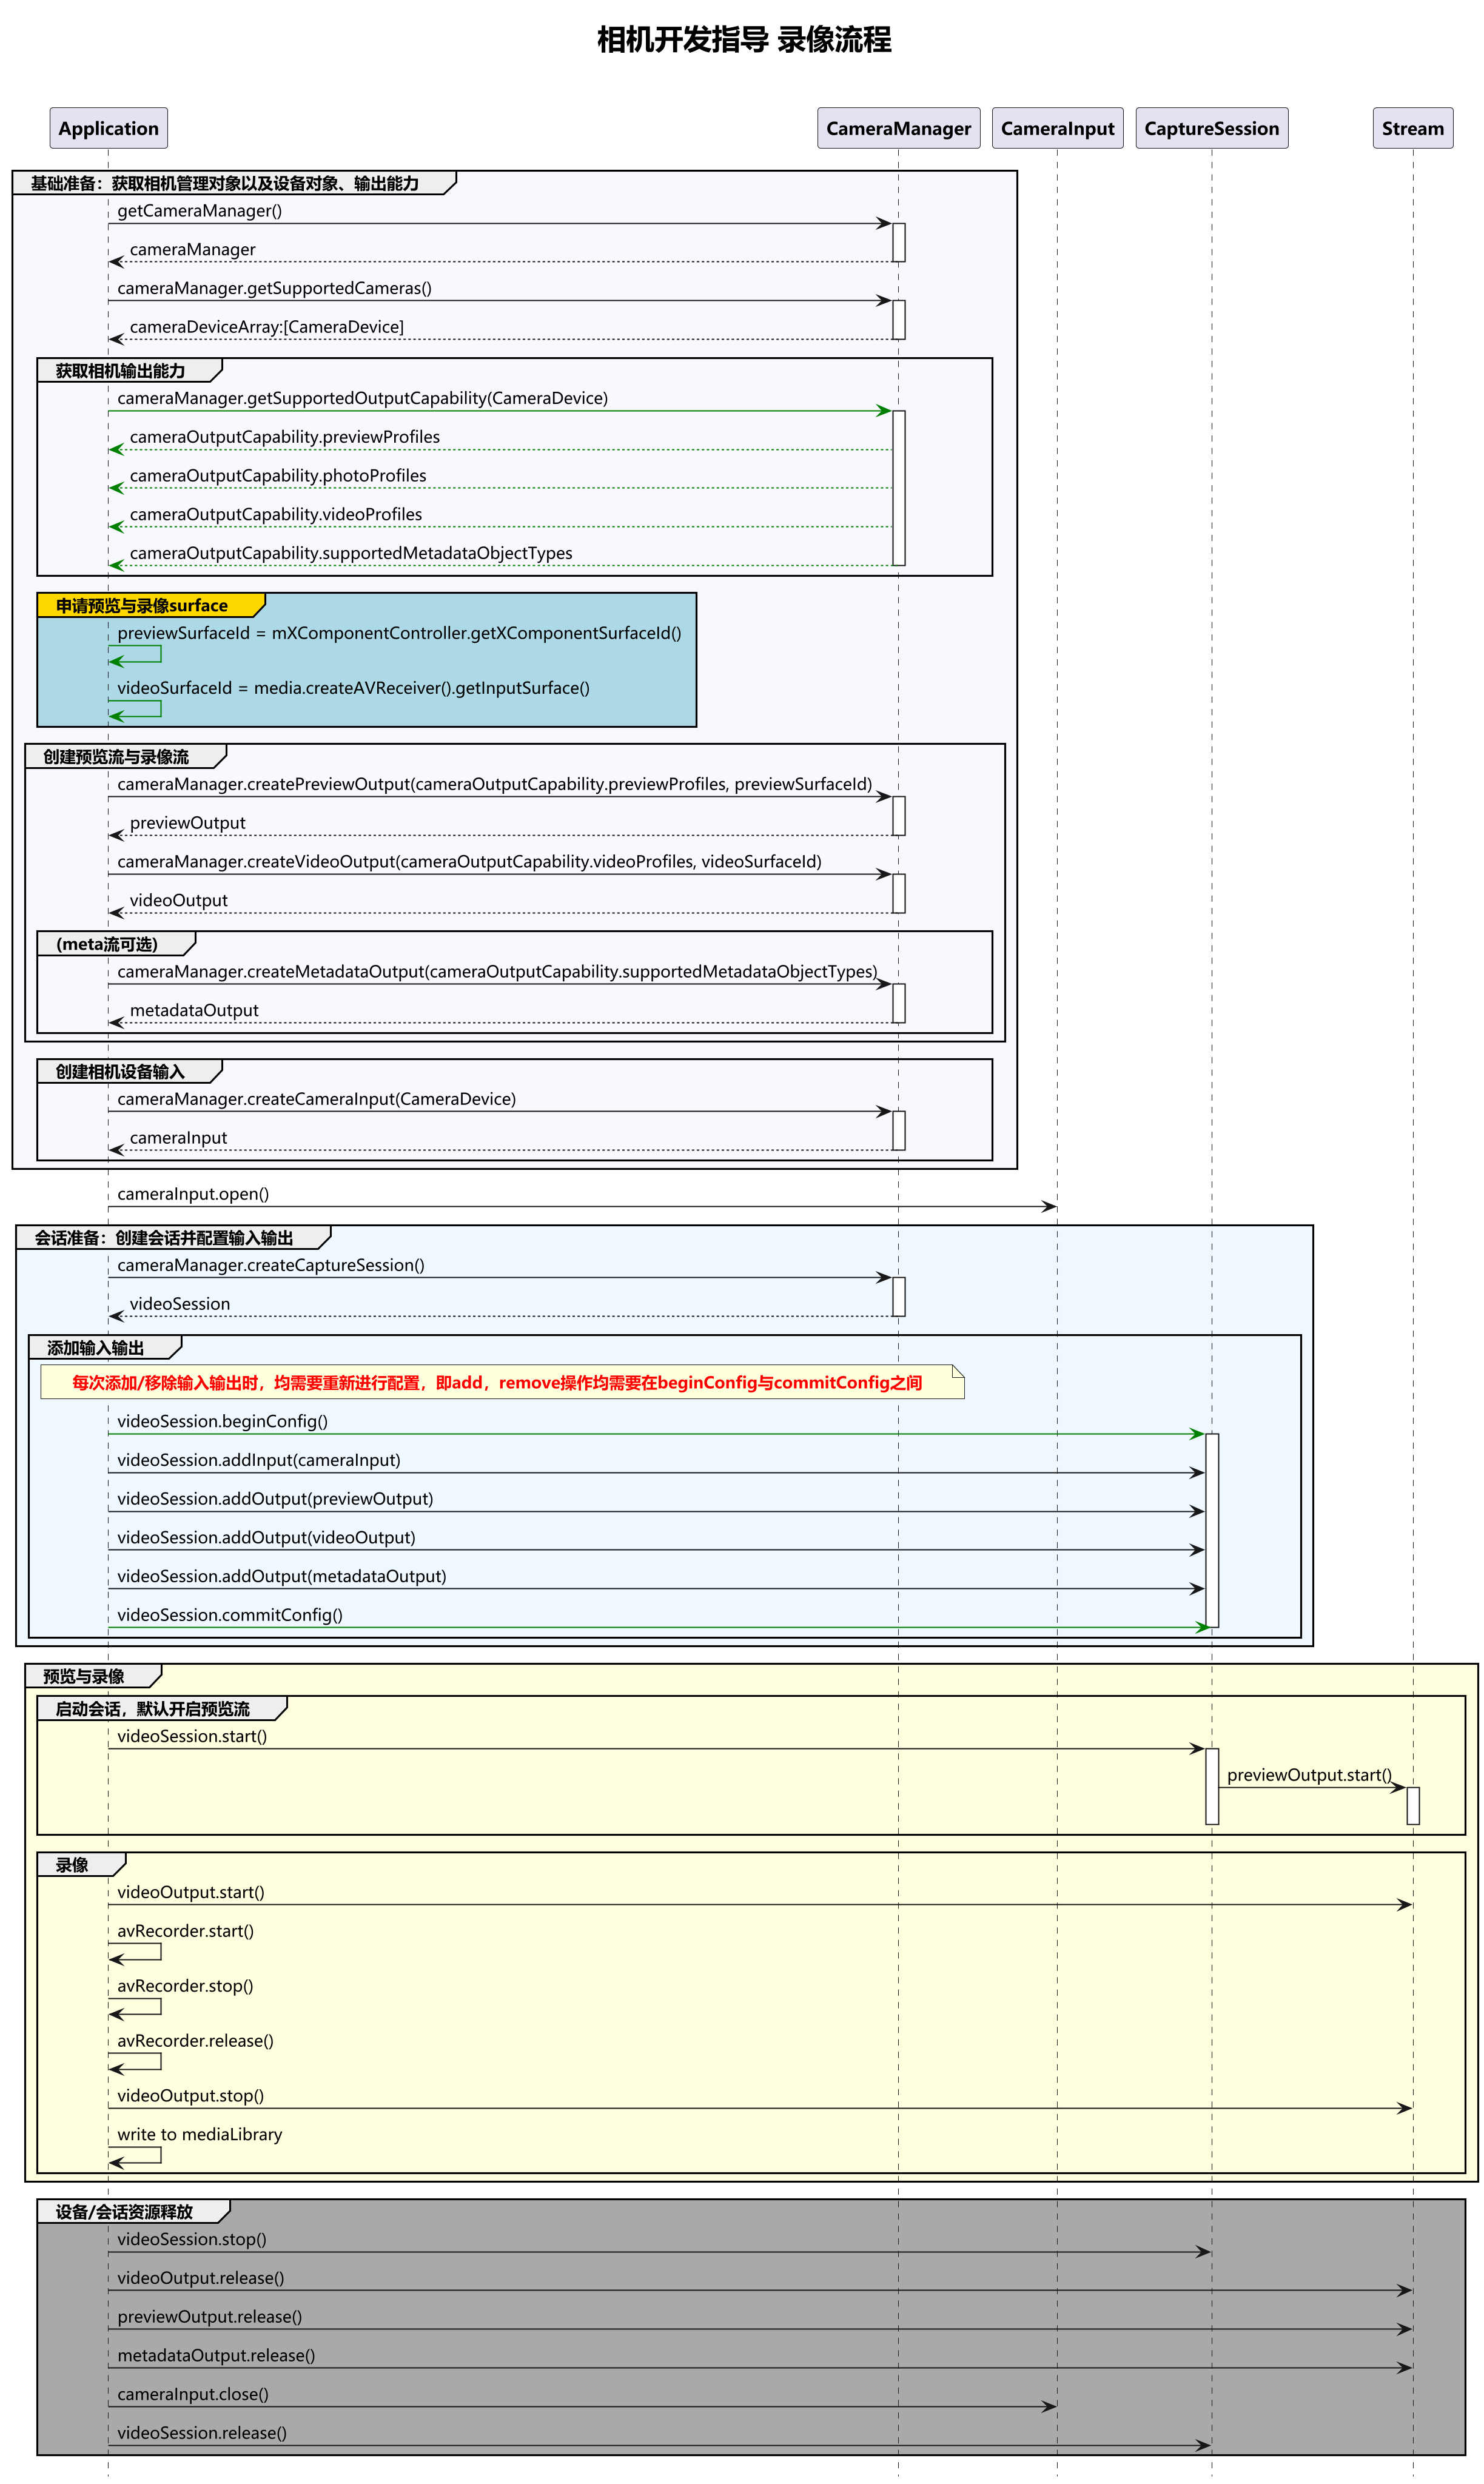 相机开发指导 录像流程
Application
CameraManager
CameraInput
CaptureSession
Stream
基础准备：获取相机管理对象以及设备对象、输出能力
getCameraManager()
cameraManager
cameraManager.getSupportedCameras()
cameraDeviceArray:[CameraDevice]
获取相机输出能力
cameraManager.getSupportedOutputCapability(CameraDevice)
cameraOutputCapability.previewProfiles
cameraOutputCapability.photoProfiles
cameraOutputCapability.videoProfiles
cameraOutputCapability.supportedMetadataObjectTypes
申请预览与录像surface
previewSurfaceId = mXComponentController.getXComponentSurfaceId()
videoSurfaceId = media.createAVReceiver().getInputSurface()
创建预览流与录像流
cameraManager.createPreviewOutput(cameraOutputCapability.previewProfiles, previewSurfaceId)
previewOutput
cameraManager.createVideoOutput(cameraOutputCapability.videoProfiles, videoSurfaceId)
videoOutput
(meta流可选)
cameraManager.createMetadataOutput(cameraOutputCapability.supportedMetadataObjectTypes)
metadataOutput
创建相机设备输入
cameraManager.createCameraInput(CameraDevice)
cameraInput
cameraInput.open()
会话准备：创建会话并配置输入输出
cameraManager.createCaptureSession()
videoSession
添加输入输出
每次添加/移除输入输出时，均需要重新进行配置，即add，remove操作均需要在beginConfig与commitConfig之间
videoSession.beginConfig()
videoSession.addInput(cameraInput)
videoSession.addOutput(previewOutput)
videoSession.addOutput(videoOutput)
videoSession.addOutput(metadataOutput)
videoSession.commitConfig()
预览与录像
启动会话，默认开启预览流
videoSession.start()
previewOutput.start()
录像
videoOutput.start()
avRecorder.start()
avRecorder.stop()
avRecorder.release()
videoOutput.stop()
write to mediaLibrary
设备/会话资源释放
videoSession.stop()
videoOutput.release()
previewOutput.release()
metadataOutput.release()
cameraInput.close()
videoSession.release()